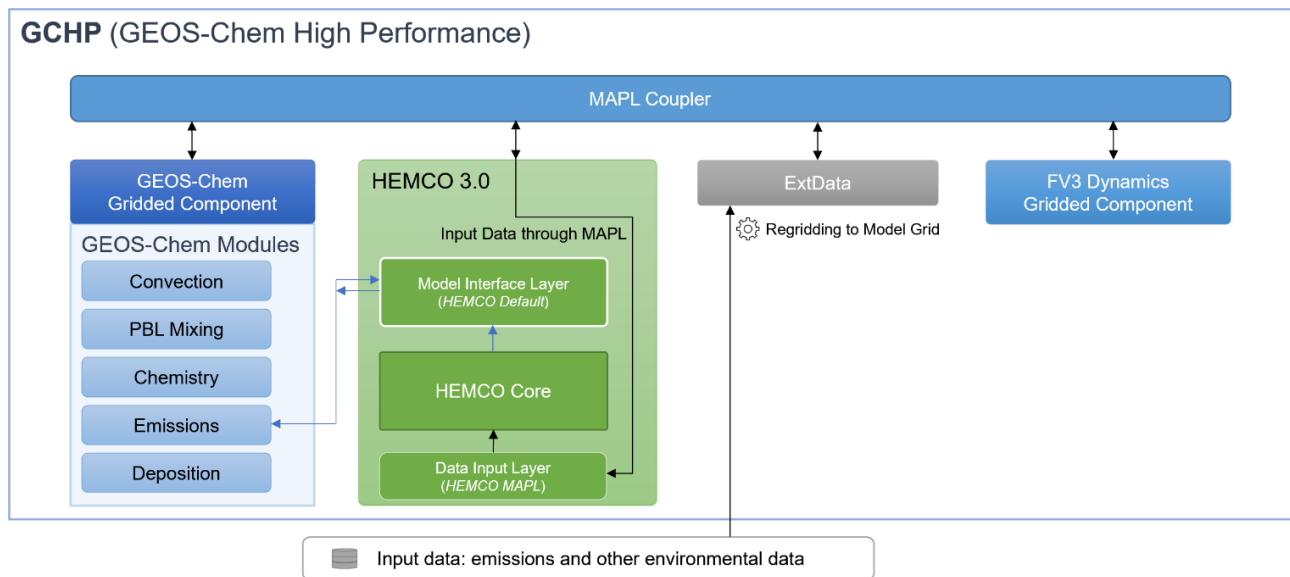 GCHP (GEOS-Chem High Performance)
MAPL Coupler
GEOS-Chem
Gridded Component
GEOS-Chem Modules
Convection
PBL Mixing
Chemistry
Emissions
Deposition
HEMCO 3.0
Input Data through MAPL
Model Interface Layer
(HEMCO Default)
HEMCO Core
Data Input Layer
(HEMCO MAPL)
ExtData
Regridding to Model Grid
FV3 Dynamics
Gridded Component
Input data: emissions and other environmental data